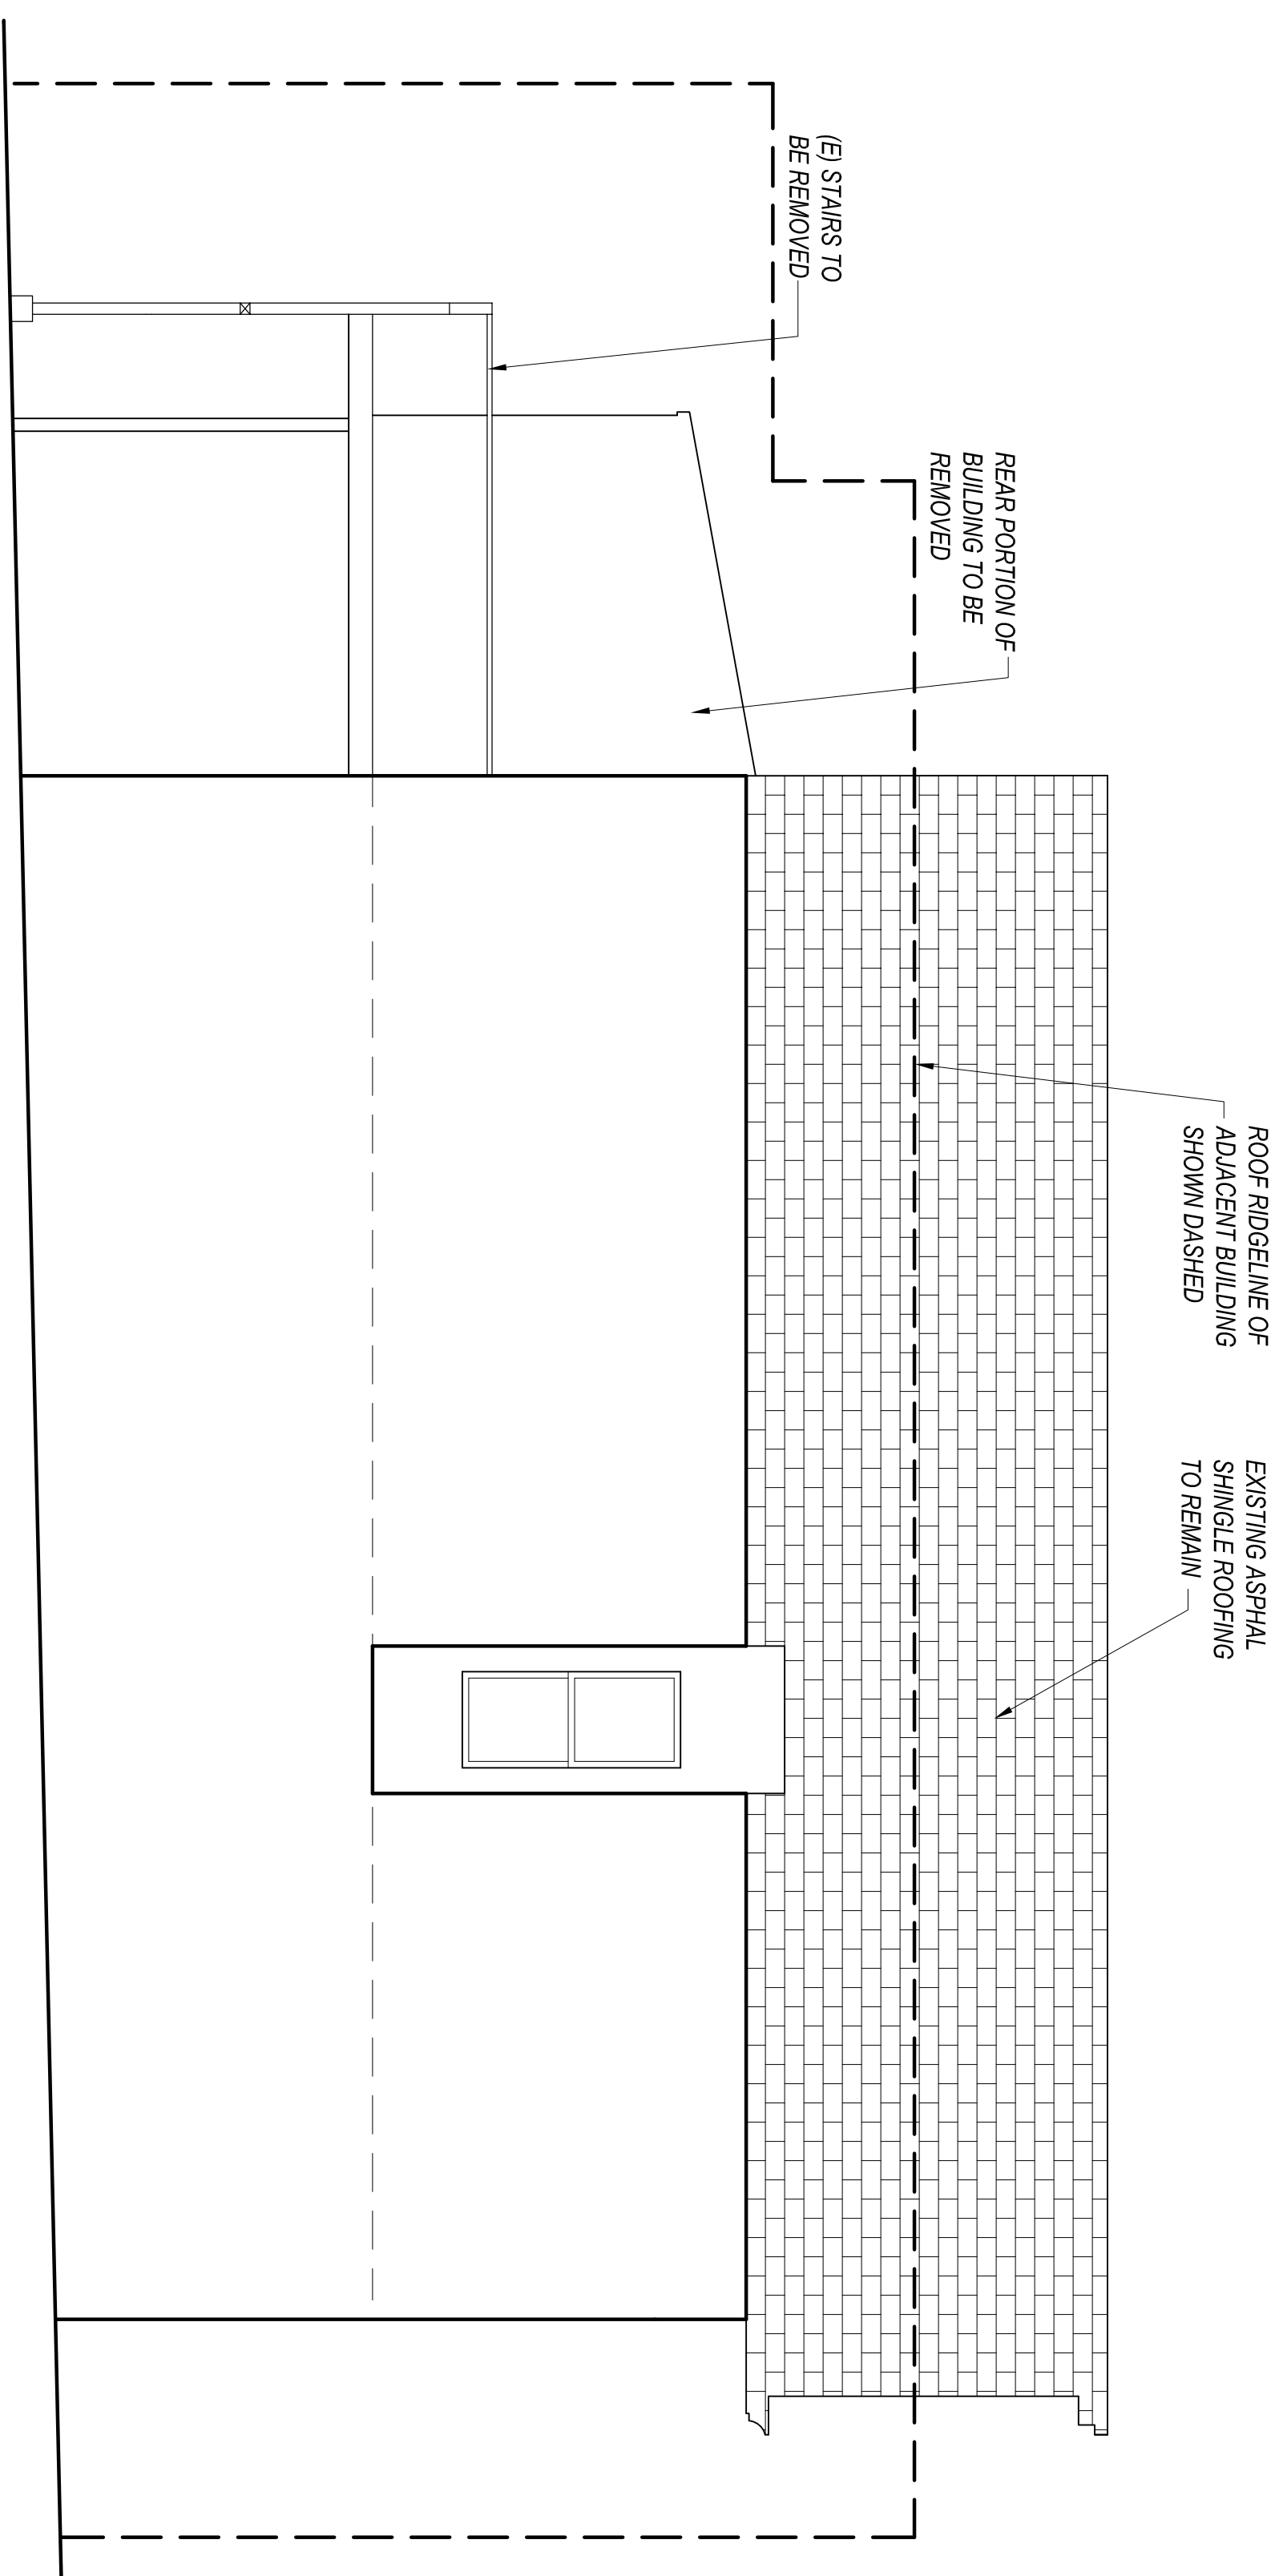 (E) STAIRS TO
BE REMOVED
REAR PORTION OF
BUILDING TO BE
REMOVED
ROOF RIDGELINE OF
ADJACENT BUILDING
SHOWN DASHED
EXISTING ASPHAL
SHINGLE ROOFING
TO REMAIN